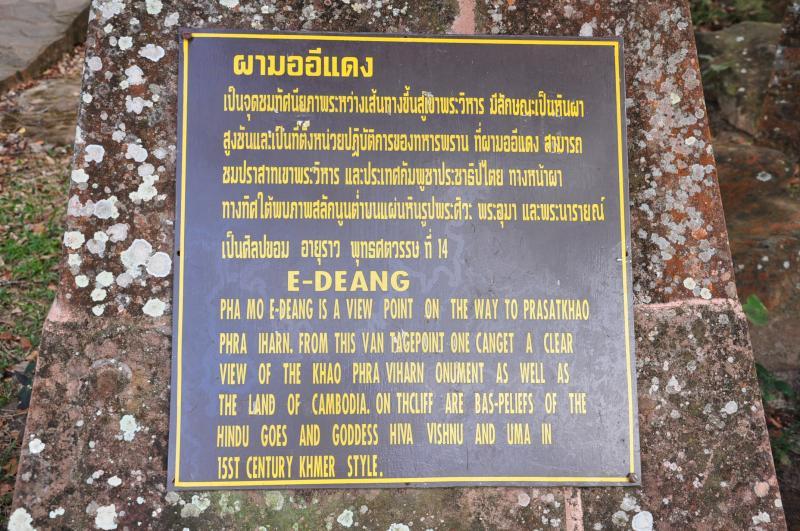 ผามออีแดง
เป็นจุดชมทัศนียภาพระหว่างเส้นทางขึ้นสู่เขาพระวิหาร มีลักษณะเป็นหินผา
สูงชันและเป็นที่ตั้งหน่วยปฏิบัติการของทหารพราน ที่ผามออีแดง สามารถ
ชมปราสาทเขาพระวิหาร และประเทศกัมพูชาประชาธิปไตย ทางหน้าผา
ทางทิศใต้พบภาพสลักนูนต่ำบนแผ่นหินรูปพระศิวะ พระอุมา และพระนารายณ์
เป็นศิลปขอม อายุราว พุทธศตวรรษ ที่ 14
E-DEANG
PHA MO E-DEANG IS A VIEW POINT ON THE WAY TO PRASATKHAO
PHRA IHARN. FROM THIS VAN TAGEPOINT ONE CANGET A CLEAR
VIEW OF THE KHAO PHRA VIHARN ONUMENT AS WELL AS
THE LAND OF CAMBODIA. ON THCLIFF ARE BAS-PELIEFS OF THE
HINDU GOES AND GODDESS HIVA VISHNU AND UMA IN
15ST CENTURY KHMER STYLE.